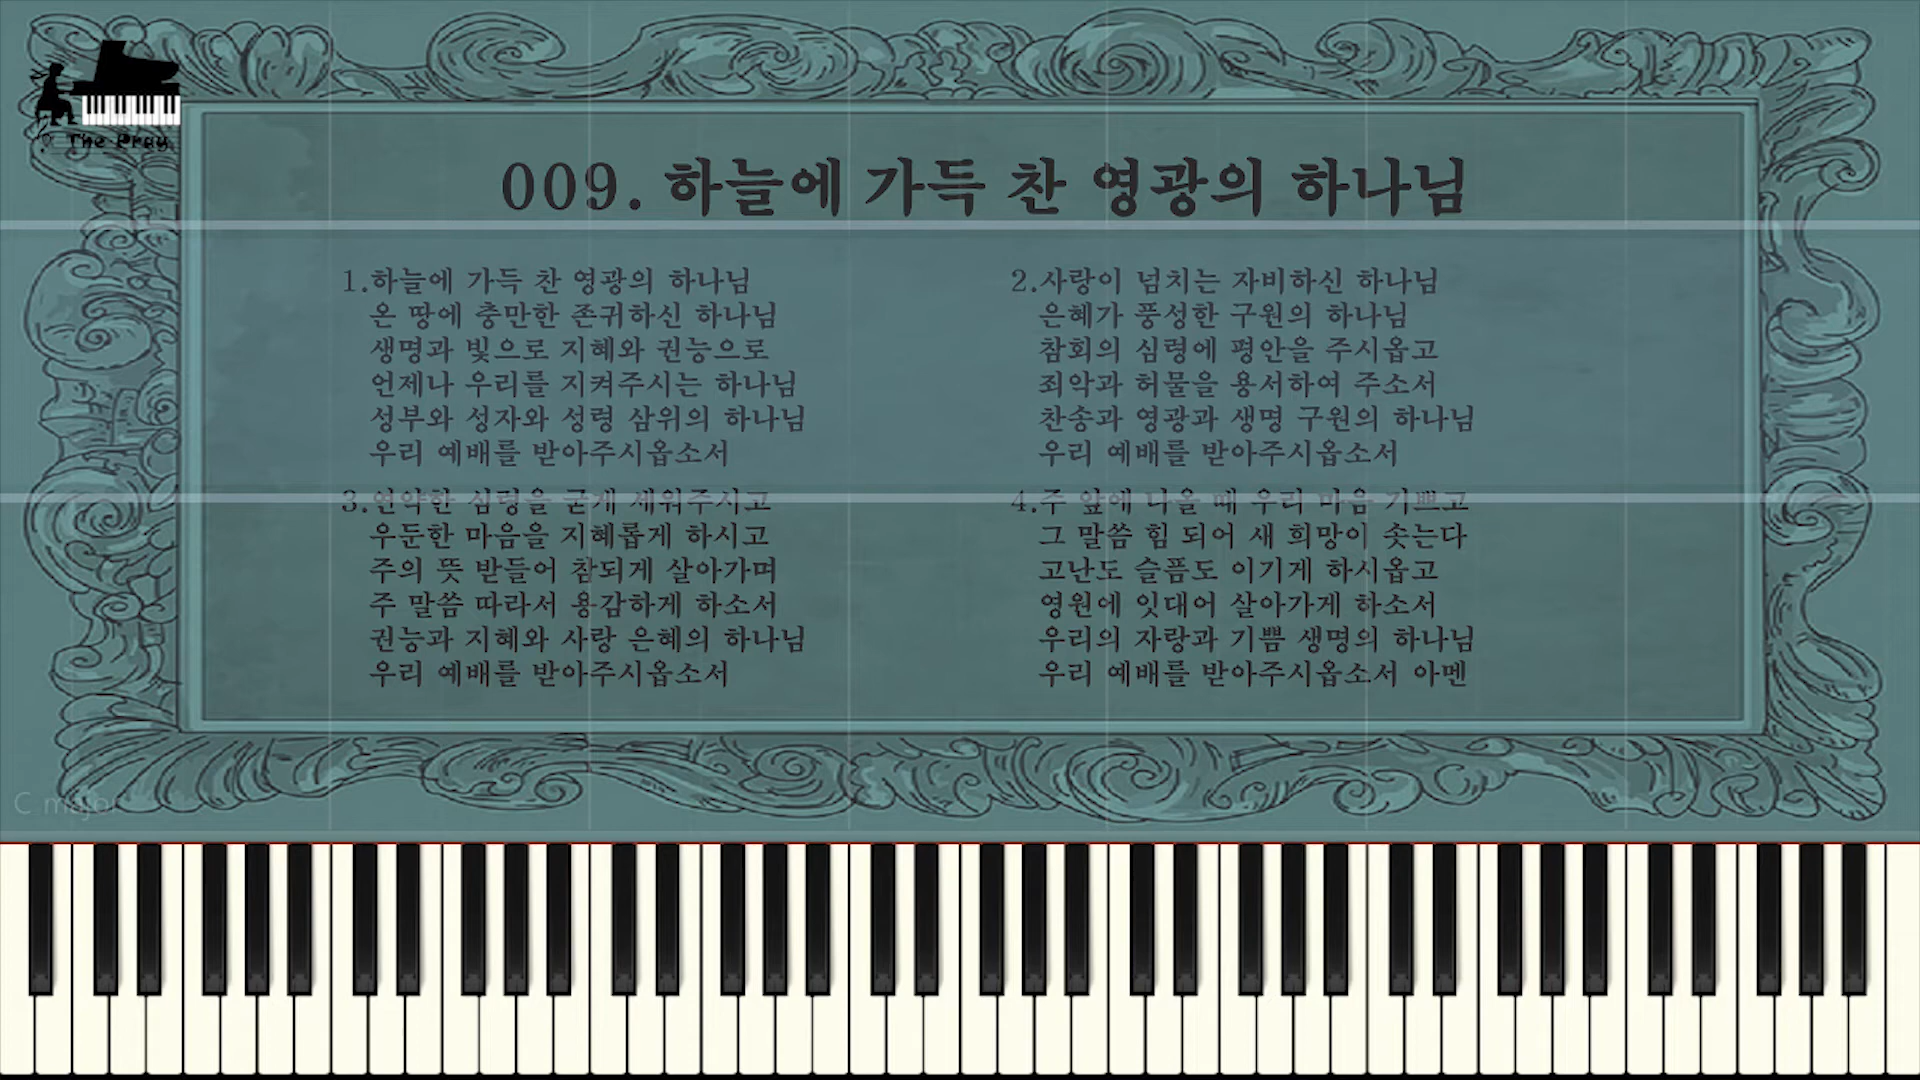 The Pray
009. 하늘에 가득 찬 영광의 하나님
1.하늘에 가득 찬 영광의 하나님
온 땅에 충만한 존귀하신 하나님
생명과 빛으로 지혜와 권능으로
언제나 우리를 지켜주시는 하나님
성부와 성자와 성령 삼위의 하나님
우리 예배를 받아주시옵소서
2.사랑이 넘치는 자비하신 하나님
은혜가 풍성한 구원의 하나님
참회의 심령에 평안을 주시옵고
죄악과 허물을 용서하여 주소서
찬송과 영광과 생명 구원의 하나님
우리 예배를 받아주시옵소서
3.연약한 심령을 굳게 세워주시고
우둔한 마음을 지혜롭게 하시고
주의 뜻 받들어 참되게 살아가며
주 말씀 따라서 용감하게 하소서
권능과 지혜와 사랑 은혜의 하나님
우리 예배를 받아주시옵소서
4.주 앞에 나올 때 우리 마음 기쁘고
그 말씀 힘 되어 새 희망이 솟는다
고난도 슬픔도 이기게 하시옵고
영원에 잇대어 살아가게 하소서
우리의 자랑과 기쁨 생명의 하나님
우리 예배를 받아주시옵소서 아멘
C major